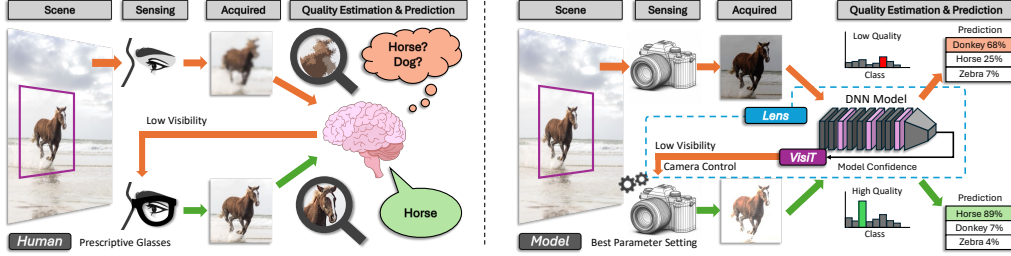 Scene
Sensing
Acquired
Quality Estimation & Prediction
Horse?
Dog?
Low Visibility
Horse
Human
Prescriptive Glasses
Scene
Sensing
Acquired
Quality Estimation & Prediction
Low Quality
Class
Prediction
Donkey 68%
Horse 25%
Zebra 7%
DNN Model
Lens
Low Visibility
VisiT
Camera Control
Model Confidence
High Quality
Class
Prediction
Horse 89%
Donkey 7%
Zebra 4%
Model
Best Parameter Setting